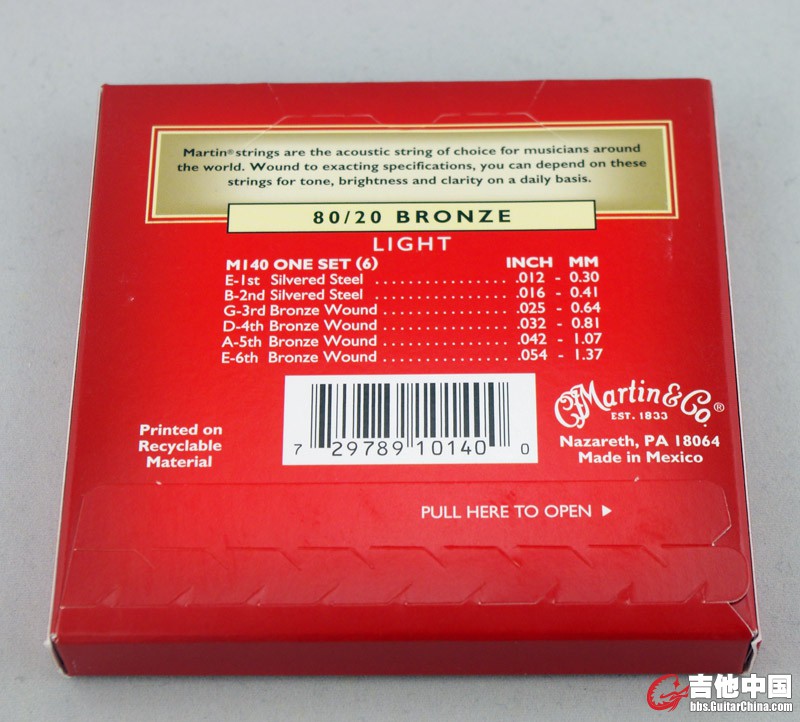 Martin® strings are the acoustic string of choice for musicians around
the world. Wound to exacting specifications, you can depend on these
strings for tone, brightness and clarity on a daily basis.
80/20 BRONZE
LIGHT
M140 ONE SET (6) INCH MM
E-1st Silvered Steel ................ .012 - 0.30
B-2nd Silvered Steel ................ .016 - 0.41
G-3rd Bronze Wound ............... .025 - 0.64
D-4th Bronze Wound ............... .032 - 0.81
A-5th Bronze Wound ............... .042 - 1.07
E-6th Bronze Wound ............... .054 - 1.37
7 29789 10140 0
Printed on
Recyclable
Material
CF Martin & Co.®
EST. 1833
Nazareth, PA 18064
Made in Mexico
PULL HERE TO OPEN ▶
吉他中国
bbs.GuitarChina.com